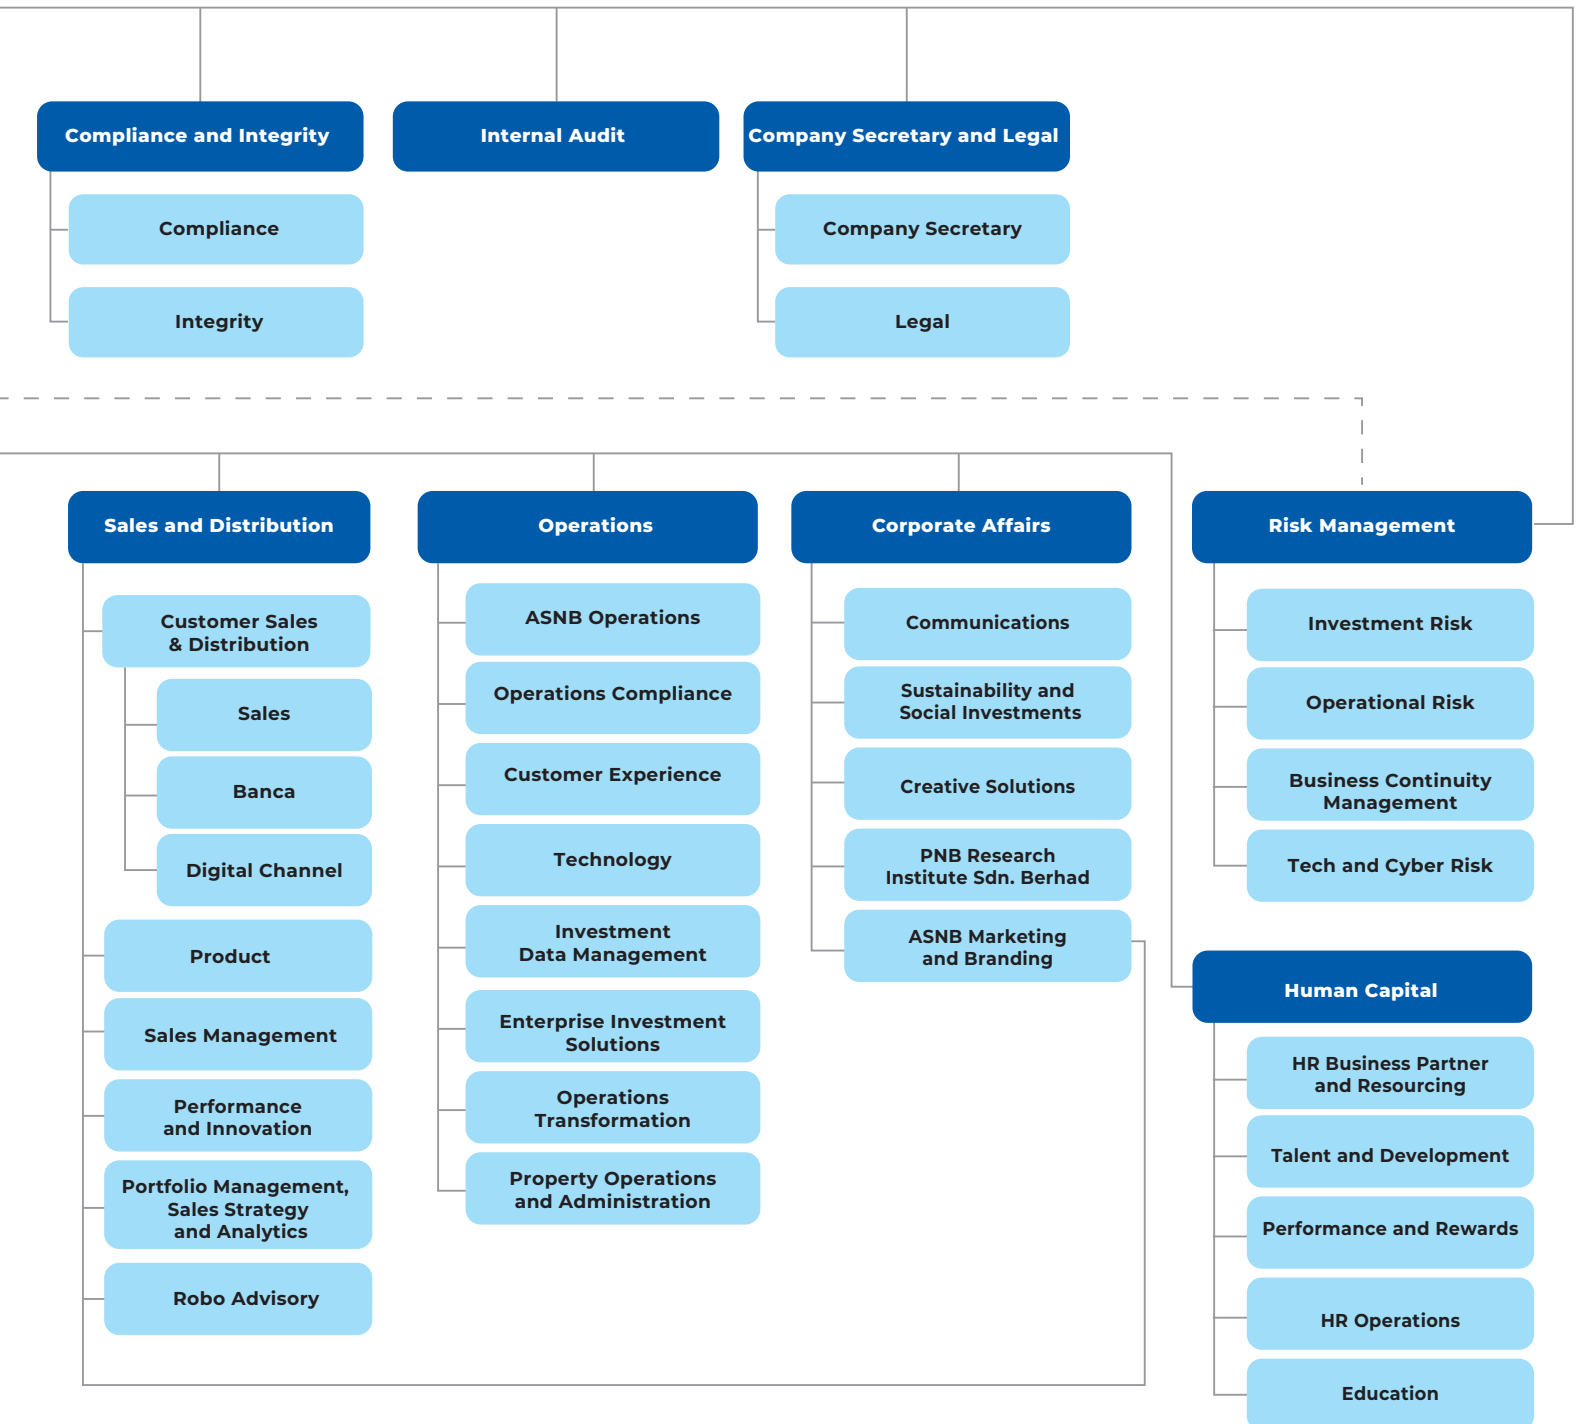 Compliance and Integrity
Compliance
Integrity
Internal Audit
Company Secretary and Legal
Company Secretary
Legal
Sales and Distribution
Customer Sales
& Distribution
Sales
Banca
Digital Channel
Product
Sales Management
Performance
and Innovation
Portfolio Management,
Sales Strategy
and Analytics
Robo Advisory
Operations
ASNB Operations
Operations Compliance
Customer Experience
Technology
Investment
Data Management
Enterprise Investment
Solutions
Operations
Transformation
Property Operations
and Administration
Corporate Affairs
Communications
Sustainability and
Social Investments
Creative Solutions
PNB Research
Institute Sdn. Berhad
ASNB Marketing
and Branding
Risk Management
Investment Risk
Operational Risk
Business Continuity
Management
Tech and Cyber Risk
Human Capital
HR Business Partner
and Resourcing
Talent and Development
Performance and Rewards
HR Operations
Education